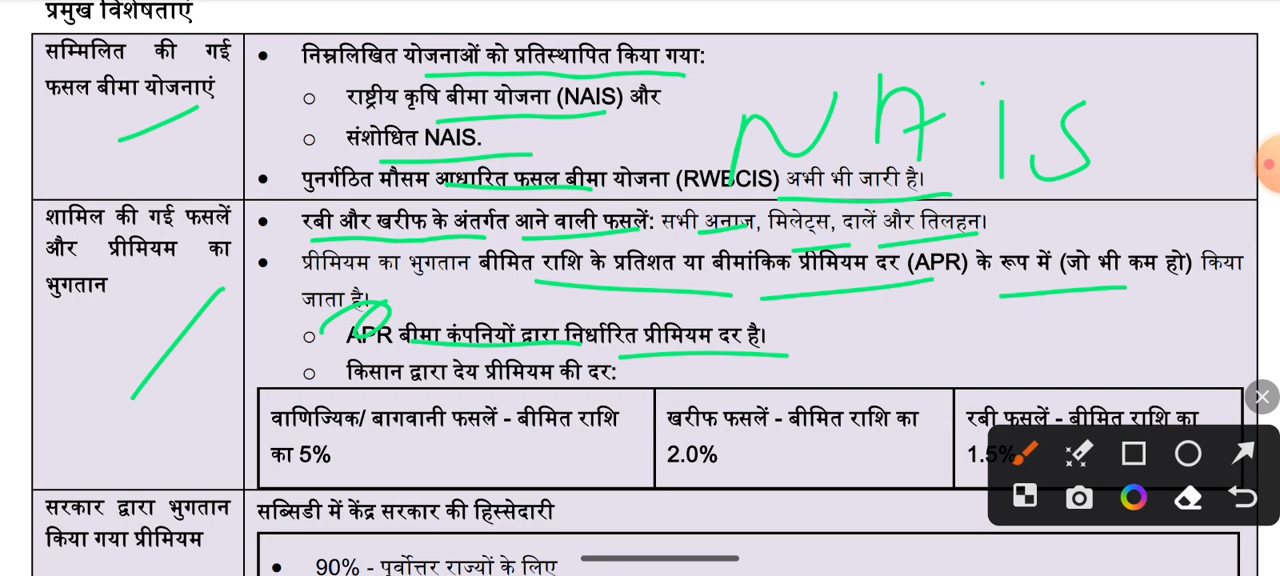 प्रमुख विशेषताएं
सम्मिलित की गई फसल बीमा योजनाएं
• निम्नलिखित योजनाओं को प्रतिस्थापित किया गया:
○ राष्ट्रीय कृषि बीमा योजना (NAIS) और
○ संशोधित NAIS.
• पुनर्गठित मौसम आधारित फसल बीमा योजना (RWBCIS) अभी भी जारी है।
NAIS
शामिल की गई फसलें और प्रीमियम का भुगतान
• रबी और खरीफ के अंतर्गत आने वाली फसलें: सभी अनाज, मिलेट्स, दालें और तिलहन।
• प्रीमियम का भुगतान बीमित राशि के प्रतिशत या बीमांकिक प्रीमियम दर (APR) के रूप में (जो भी कम हो) किया
जाता है।
○ APR बीमा कंपनियों द्वारा निर्धारित प्रीमियम दर है।
○ किसान द्वारा देय प्रीमियम की दर:
वाणिज्यिक/ बागवानी फसलें - बीमित राशि
का 5%
खरीफ फसलें - बीमित राशि का
2.0%
रबी फसलें - बीमित राशि का
1.5%
सरकार द्वारा भुगतान किया गया प्रीमियम
सब्सिडी में केंद्र सरकार की हिस्सेदारी
• 90% - पूर्वोत्तर राज्यों के लिए